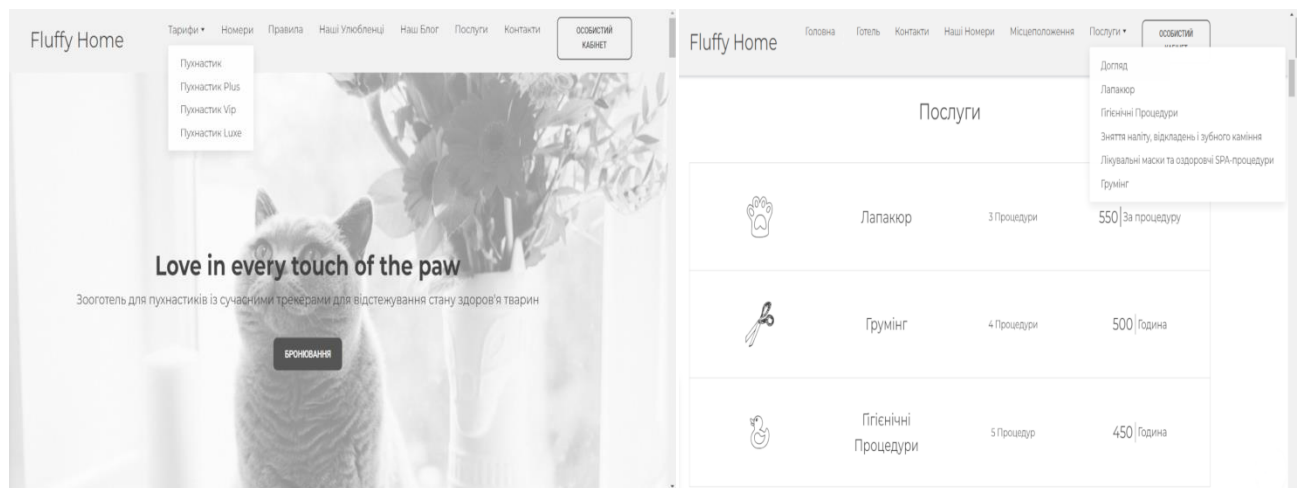 Fluffy Home
Тарифи ▾ Номери Правила Наші Улюбленці Наш Блог Послуги Контакти
ОСОБИСТИЙ
КАБІНЕТ
Пухнастик
Пухнастик Plus
Пухнастик Vip
Пухнастик Luxe
Love in every touch of the paw
Зооготель для пухнастиків із сучасними трекерами для відстежування стану здоров'я тварин
БРОНЮВАННЯ
Fluffy Home
Головна Готель Контакти Наші Номери Місцеположення Послуги ▾
ОСОБИСТИЙ
КАБІНЕТ
Догляд
Лапакюр
Гігієнічні Процедури
Зняття наліту, відкладень і зубного каміння
Лікувальні маски та оздоровчі SPA-процедури
Грумінг
Послуги
Лапакюр 3 Процедури 550 За процедуру
Грумінг 4 Процедури 500 Година
Гігієнічні
Процедури
5 Процедур 450 Година